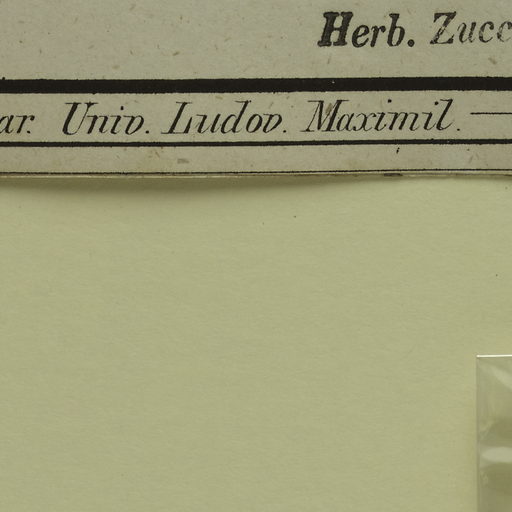 Herb. Zucc
ar. Univ. Ludov. Maximil.